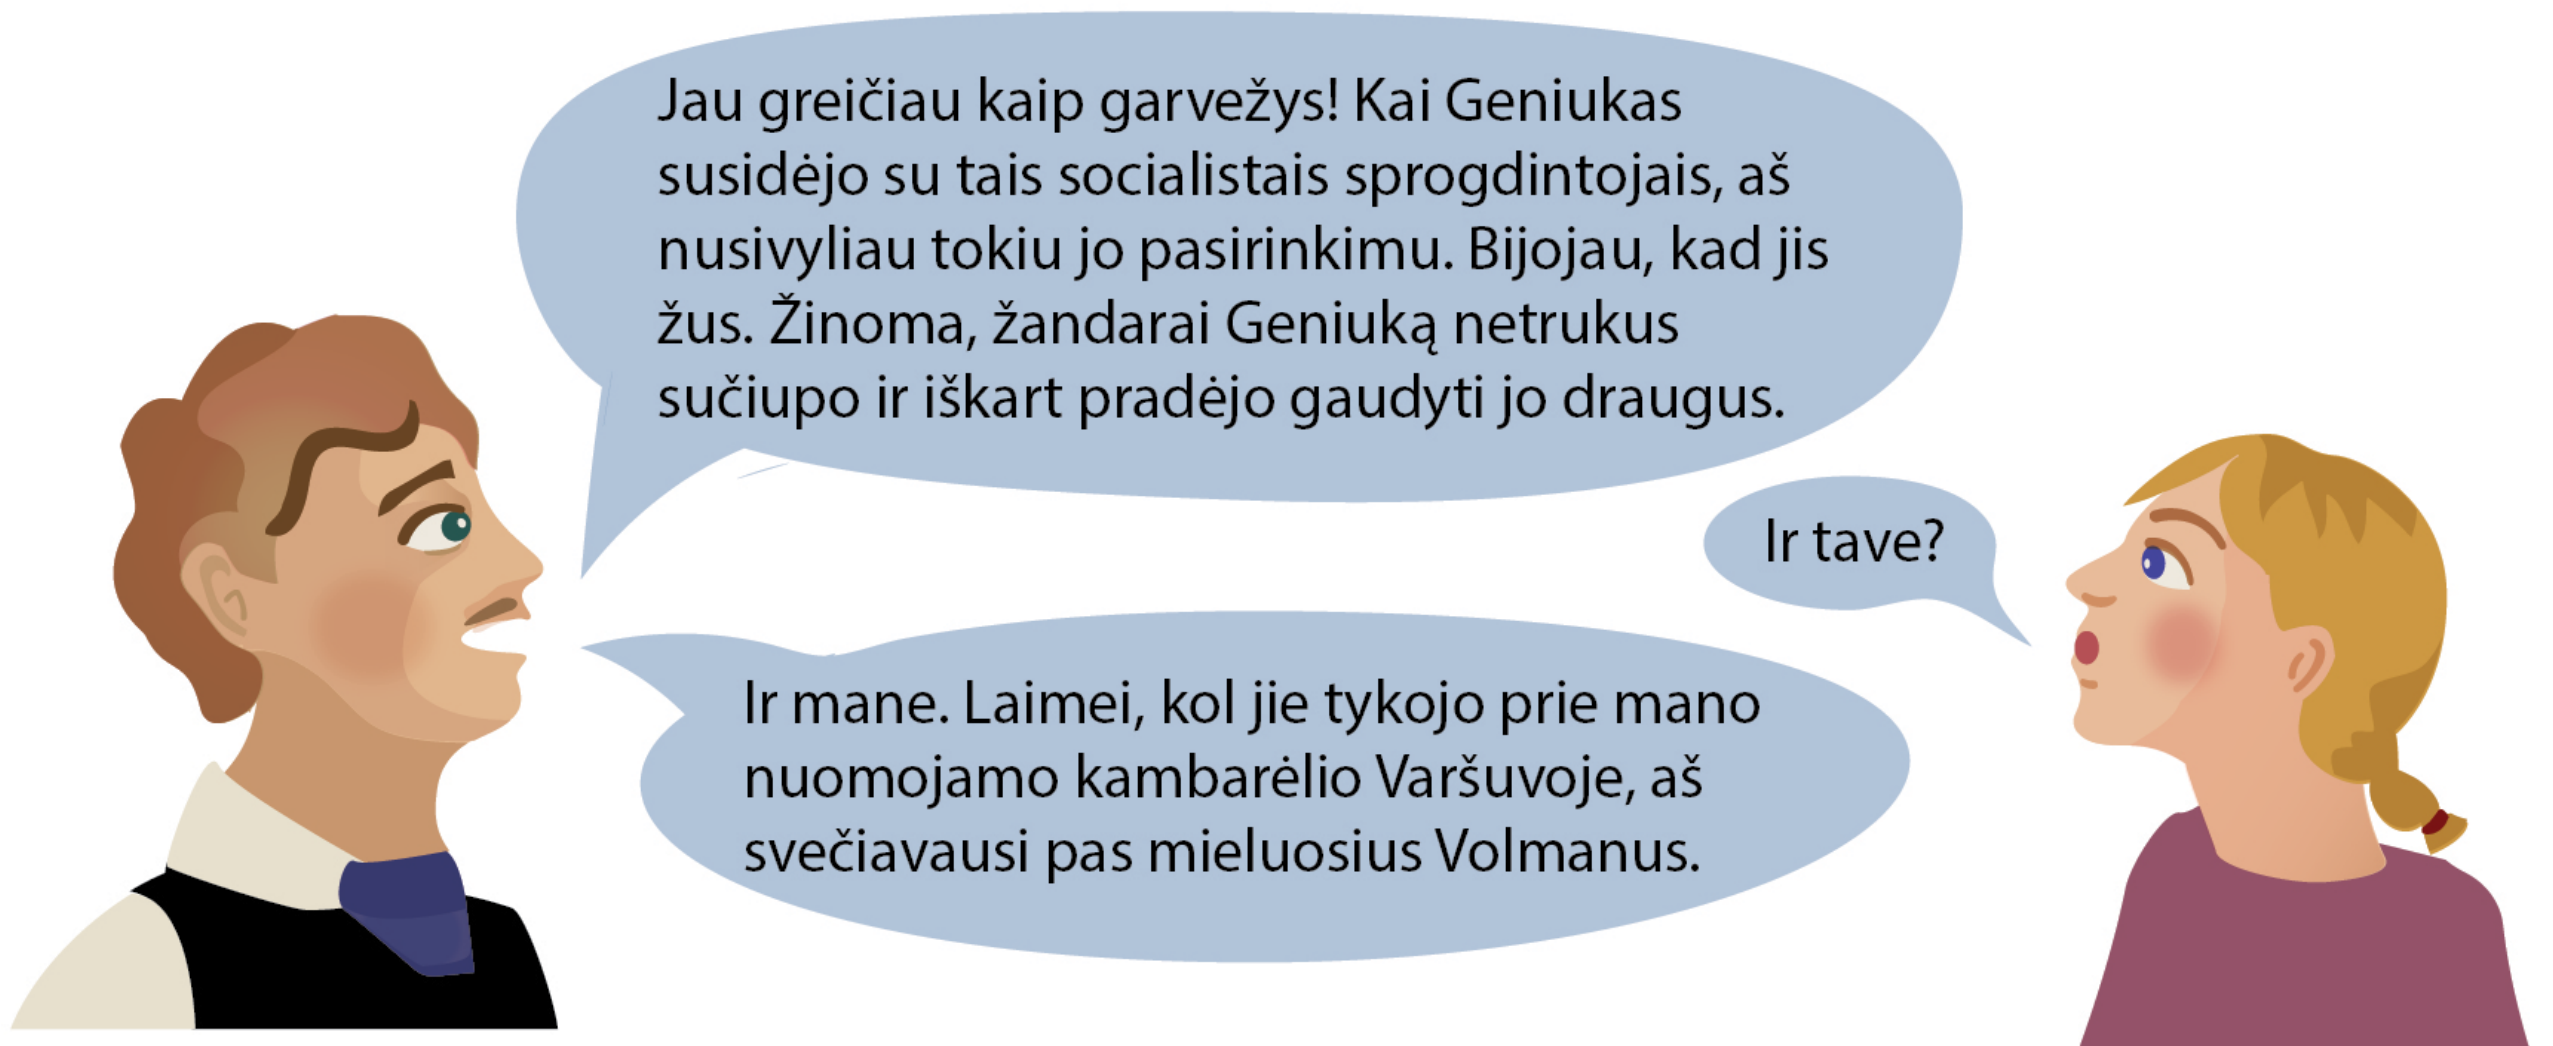 Jau greičiau kaip garvežys! Kai Geniukas
susidėjo su tais socialistais sprogdintojais, aš
nusivyliau tokiu jo pasirinkimu. Bijojau, kad jis
žus. Žinoma, žandarai Geniuką netrukus
sučiupo ir iškart pradėjo gaudyti jo draugus.
Ir tave?
Ir mane. Laimei, kol jie tykojo prie mano
nuomojamo kambarėlio Varšuvoje, aš
svečiavausi pas mieluosius Volmanus.